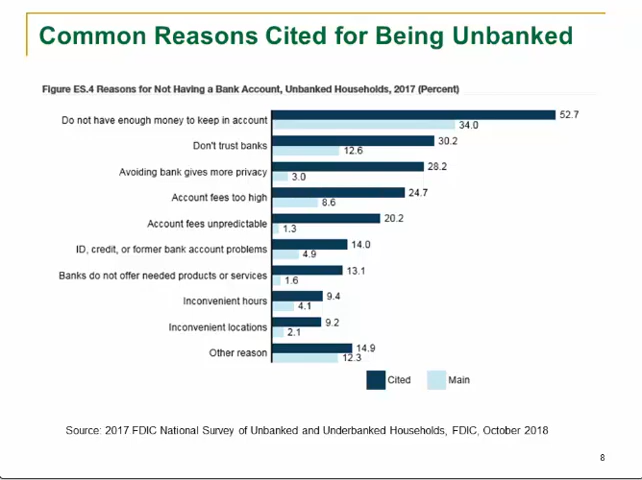 Common Reasons Cited for Being Unbanked
Figure ES.4 Reasons for Not Having a Bank Account, Unbanked Households, 2017 (Percent)
Do not have enough money to keep in account 52.7
34.0
Don't trust banks 30.2
12.6
Avoiding bank gives more privacy 28.2
3.0
Account fees too high 24.7
8.6
Account fees unpredictable 20.2
1.3
ID, credit, or former bank account problems 14.0
4.9
Banks do not offer needed products or services 13.1
1.6
Inconvenient hours 9.4
4.1
Inconvenient locations 9.2
2.1
Other reason 14.9
12.3
Cited Main
Source: 2017 FDIC National Survey of Unbanked and Underbanked Households, FDIC, October 2018
8